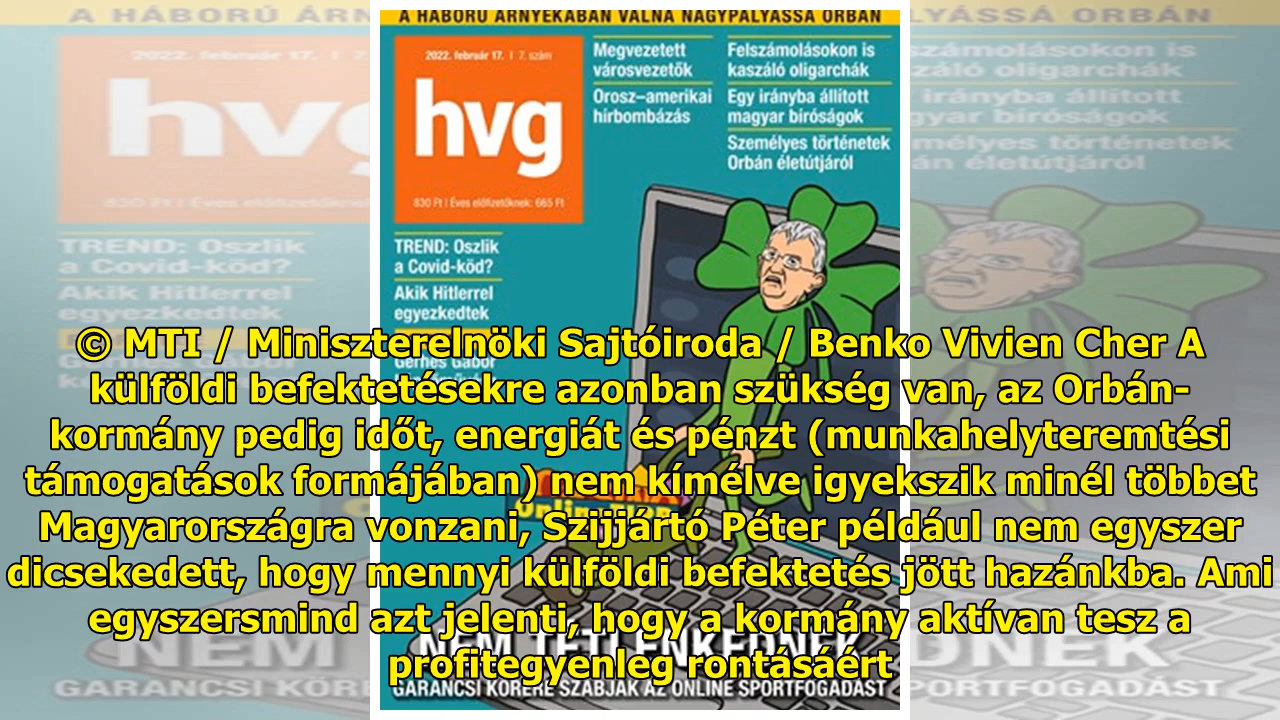 A HÁBORÚ ÁRNYÉKÁBAN VÁLNA NAGYPÁLYÁSSÁ ORBÁN
2022. február 17. | 7. szám
hvg
830 Ft | Éves előfizetőknek: 665 Ft
Megvezetett
városvezetők
Orosz–amerikai
hírbombázás
Felszámolásokon is
kaszáló oligarchák
Egy irányba állított
magyar bíróságok
Személyes történetek
Orbán életútjáról
TREND: Oszlik
a Covid-köd?
Akik Hitlerrel
egyezkedtek
© MTI / Miniszterelnöki Sajtóiroda / Benko Vivien Cher A
külföldi befektetésekre azonban szükség van, az Orbán-
kormány pedig időt, energiát és pénzt (munkahelyteremtési
támogatások formájában) nem kímélve igyekszik minél többet
Magyarországra vonzani, Szijjártó Péter például nem egyszer
dicsekedett, hogy mennyi külföldi befektetés jött hazánkba. Ami
egyszersmind azt jelenti, hogy a kormány aktívan tesz a
profitegyenleg rontásáért
NEM TÉTLENKEDNEK
GARANCSI KÖRÉRE SZABJÁK AZ ONLINE SPORTFOGADÁST